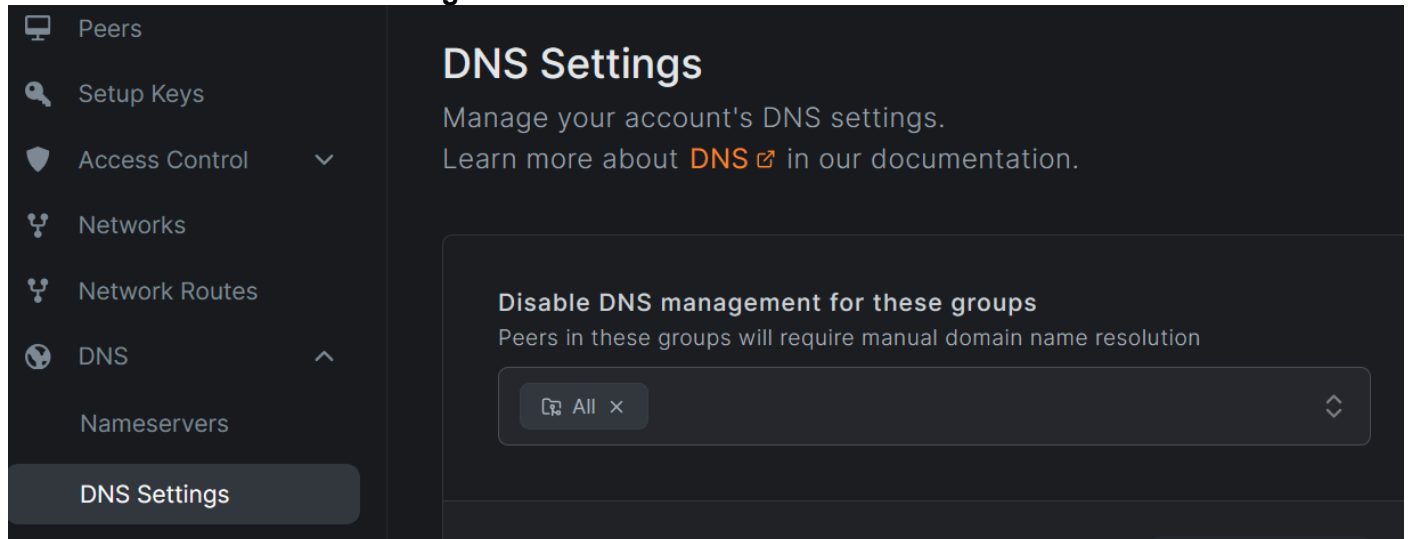 Peers
Setup Keys
Access Control
Networks
Network Routes
DNS
Nameservers
DNS Settings
DNS Settings
Manage your account's DNS settings.
Learn more about DNS in our documentation.
Disable DNS management for these groups
Peers in these groups will require manual domain name resolution
All